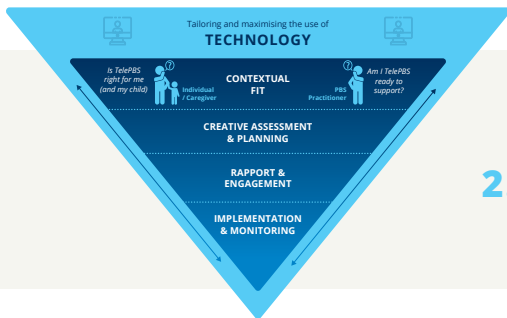 Tailoring and maximising the use of
TECHNOLOGY
Is TelePBS
right for me
(and my child)
?
Individual
/ Caregiver
CONTEXTUAL
FIT
?
PBS
Practitioner
Am I TelePBS
ready to
support?
CREATIVE ASSESSMENT
& PLANNING
RAPPORT &
ENGAGEMENT
IMPLEMENTATION
& MONITORING
2